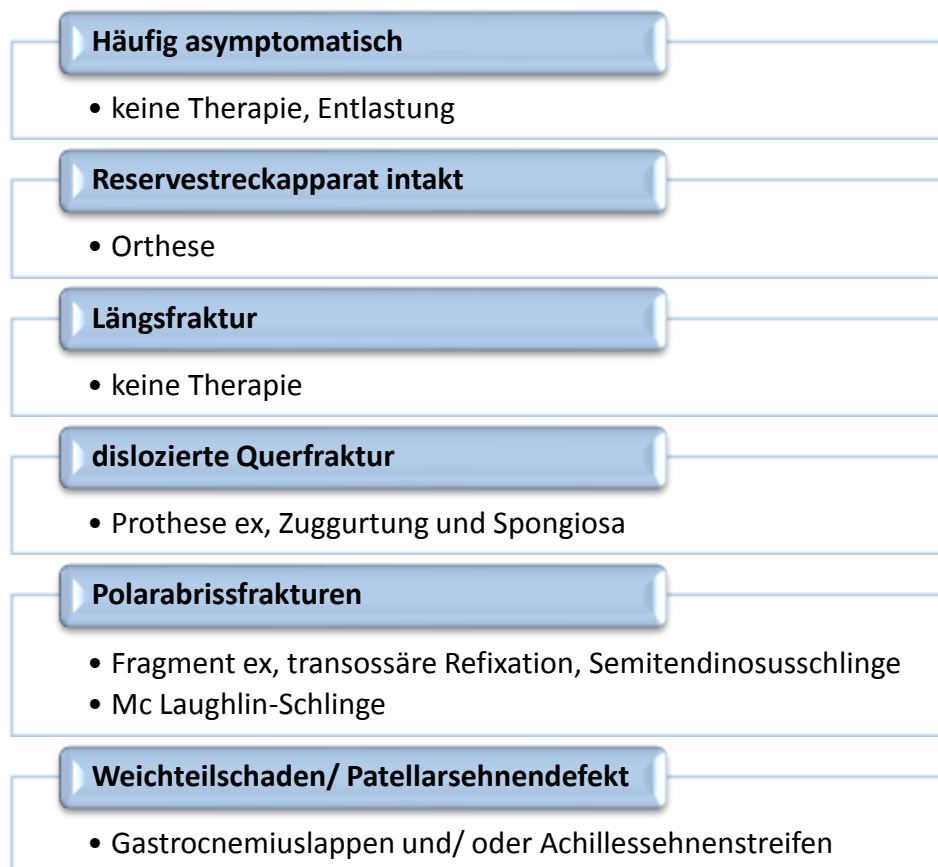 Häufig asymptomatisch
• keine Therapie, Entlastung
Reservestreckapparat intakt
• Orthese
Längsfraktur
• keine Therapie
dislozierte Querfraktur
• Prothese ex, Zuggurtung und Spongiosa
Polarabrissfrakturen
• Fragment ex, transossäre Refixation, Semitendinosusschlinge
• Mc Laughlin-Schlinge
Weichteilschaden/ Patellarsehnendefekt
• Gastrocnemiuslappen und/ oder Achillessehnenstreifen